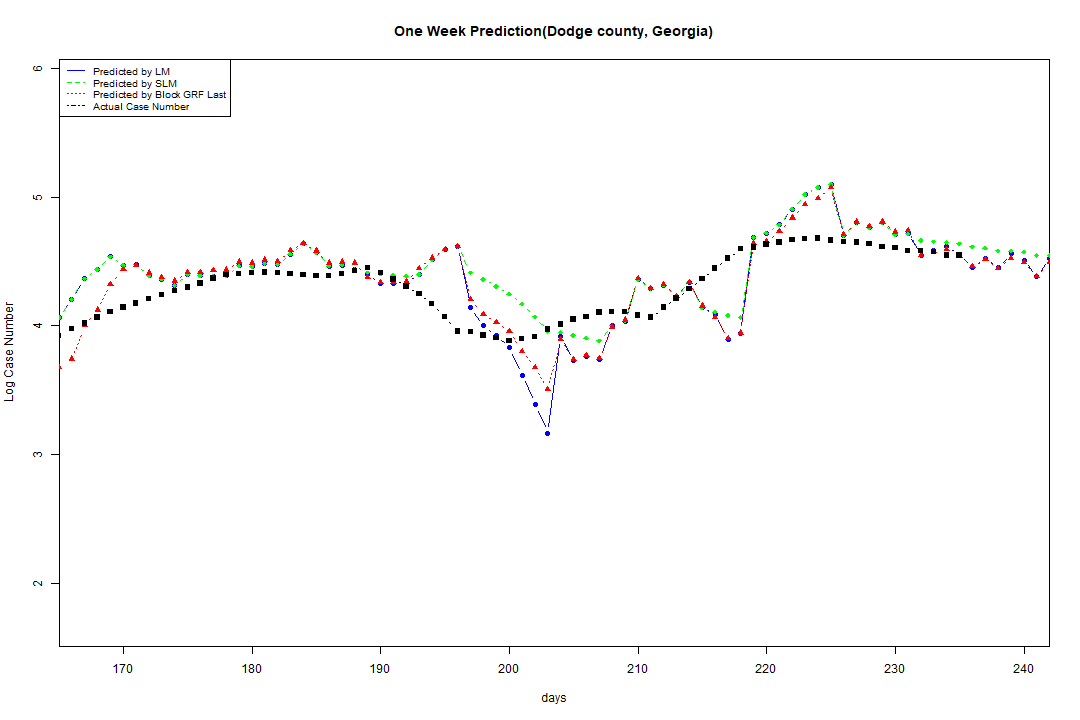 One Week Prediction(Dodge county, Georgia)
Predicted by LM
Predicted by SLM
Predicted by Block GRF Last
Actual Case Number
6
5
4
3
2
Log Case Number
170 180 190 200 210 220 230 240
days